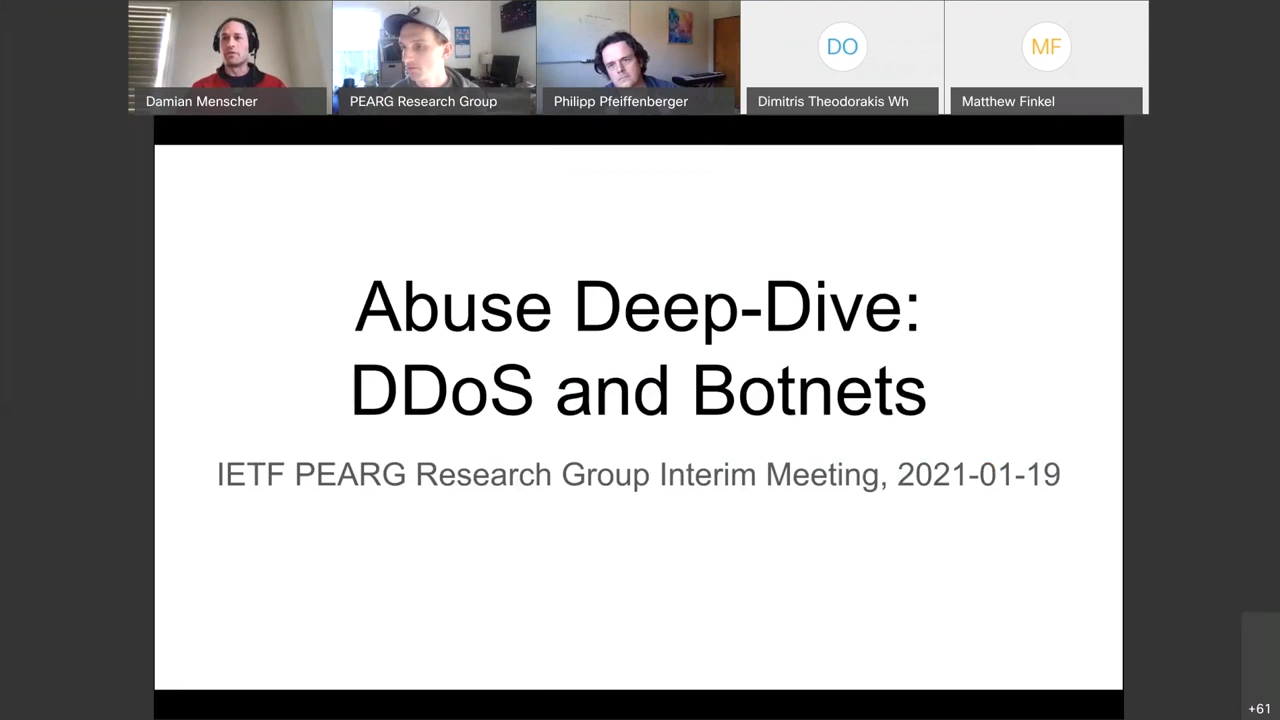 Damian Menscher
PEARG Research Group
Philipp Pfeiffenberger
DO
Dimitris Theodorakis Wh
MF
Matthew Finkel
Abuse Deep-Dive:
DDoS and Botnets
IETF PEARG Research Group Interim Meeting, 2021-01-19
+61